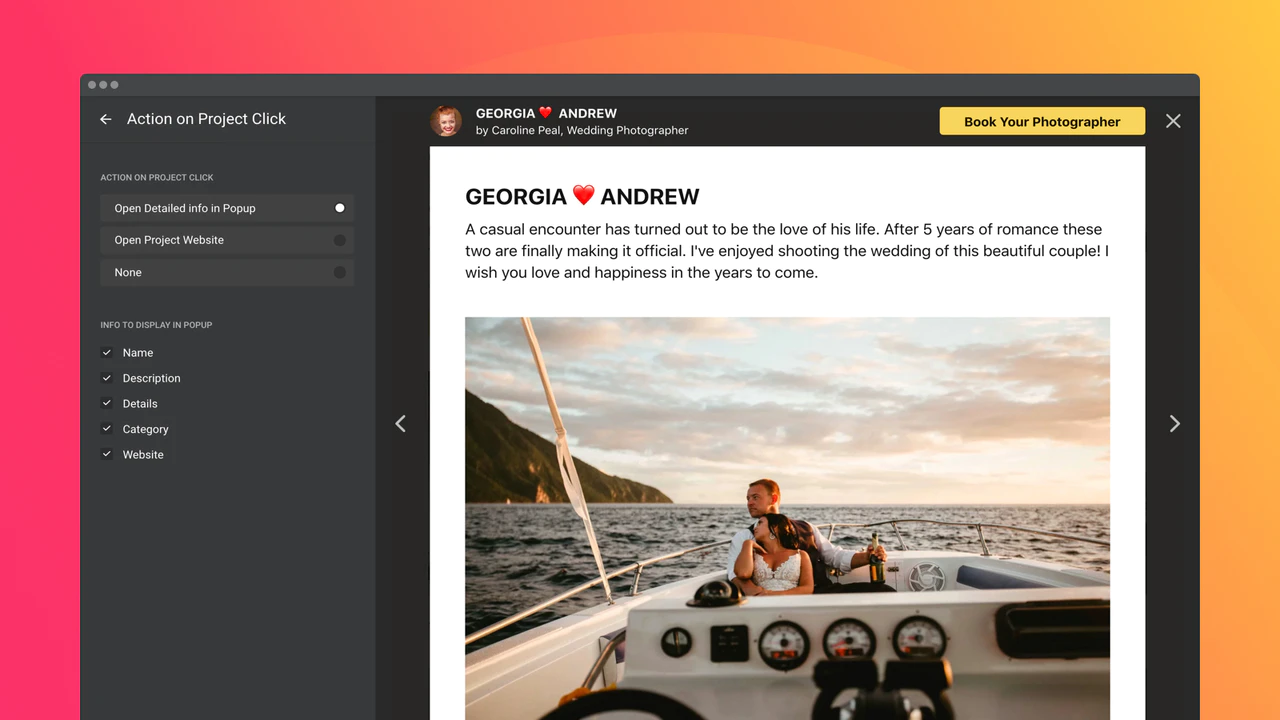 Action on Project Click
ACTION ON PROJECT CLICK
Open Detailed info in Popup
Open Project Website
None
INFO TO DISPLAY IN POPUP
Name
Description
Details
Category
Website
GEORGIA ❤️ ANDREW
by Caroline Peal, Wedding Photographer
Book Your Photographer
GEORGIA ❤️ ANDREW
A casual encounter has turned out to be the love of his life. After 5 years of romance these
two are finally making it official. I've enjoyed shooting the wedding of this beautiful couple! I
wish you love and happiness in the years to come.